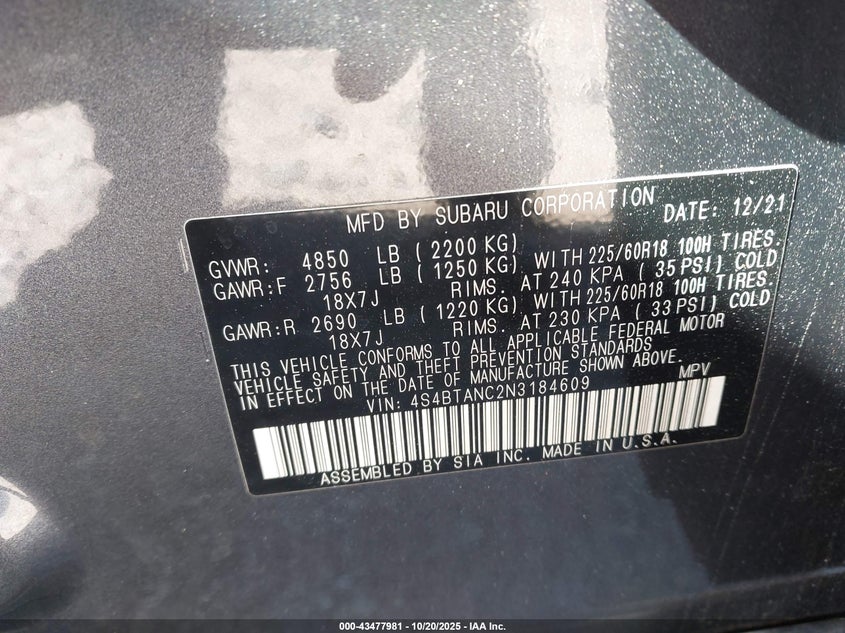 MFD BY SUBARU CORPORATION DATE: 12/21
GVWR: 4850 LB (2200 KG)
GAWR:F 2756 LB (1250 KG) WITH 225/60R18 100H TIRES.
18X7J RIMS. AT 240 KPA (35 PSI) COLD
GAWR:R 2690 LB (1220 KG) WITH 225/60R18 100H TIRES.
18X7J RIMS. AT 230 KPA (33 PSI) COLD
THIS VEHICLE CONFORMS TO ALL APPLICABLE FEDERAL MOTOR
VEHICLE SAFETY AND THEFT PREVENTION STANDARDS
IN EFFECT ON THE DATE OF MANUFACTURE SHOWN ABOVE.
VIN: 4S4BTANC2N3184609 MPV
ASSEMBLED BY SIA INC. MADE IN U.S.A.
000-43477981 - 10/20/2025 - IAA Inc.